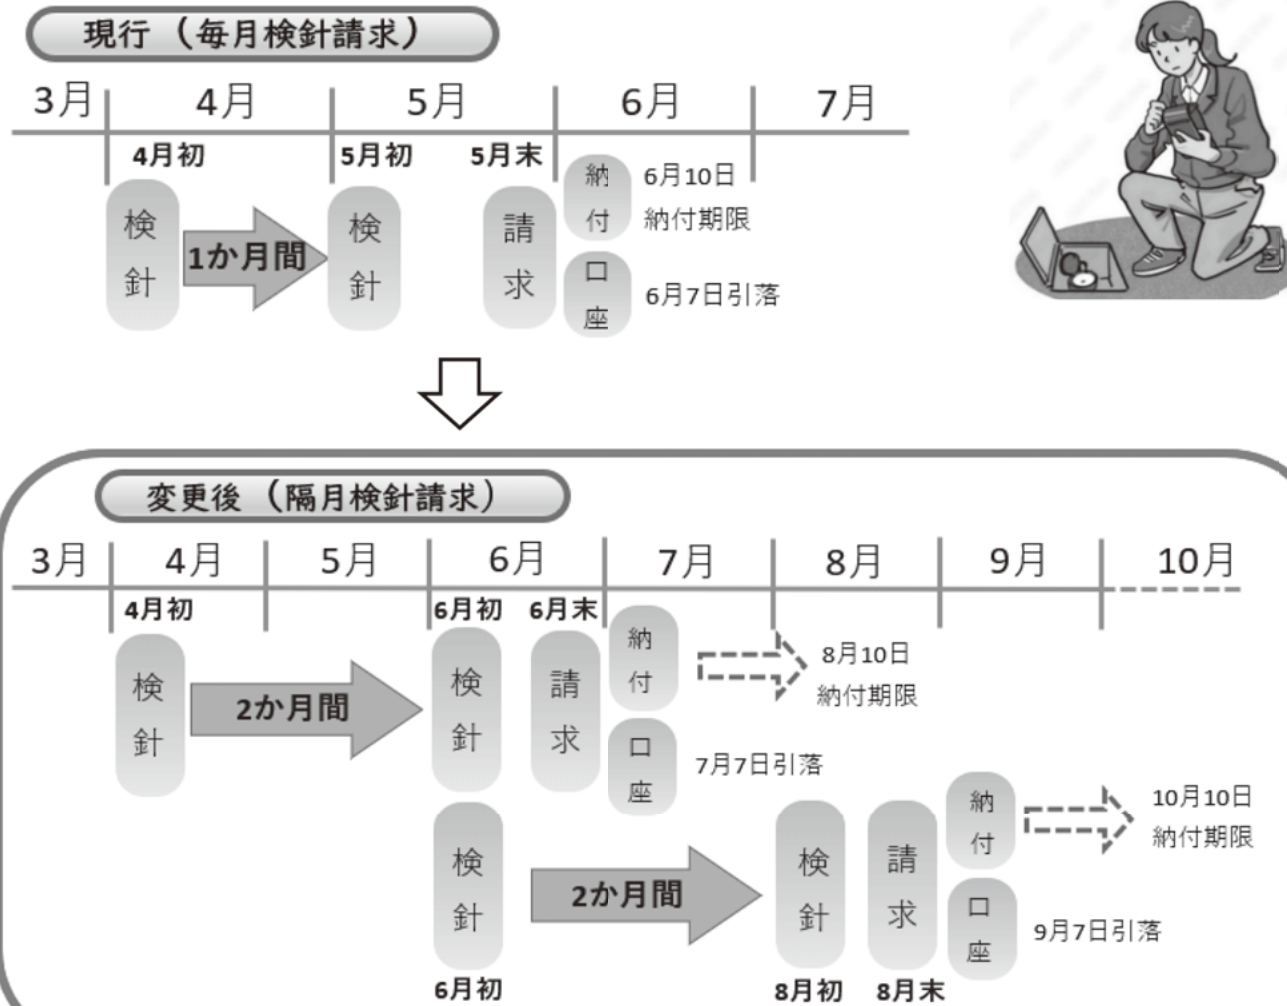 現行（毎月検針請求）
3月 4月 5月 6月 7月
4月初 5月初 5月末
検針
1か月間
検針
請求
納付
6月10日
納付期限
口座
6月7日引落
変更後（隔月検針請求）
3月 4月 5月 6月 7月 8月 9月 10月
4月初 6月初 6月末
検針
2か月間
検針
請求
納付
8月10日
納付期限
口座
7月7日引落
検針
2か月間
検針
請求
納付
10月10日
納付期限
口座
9月7日引落
6月初 8月初 8月末